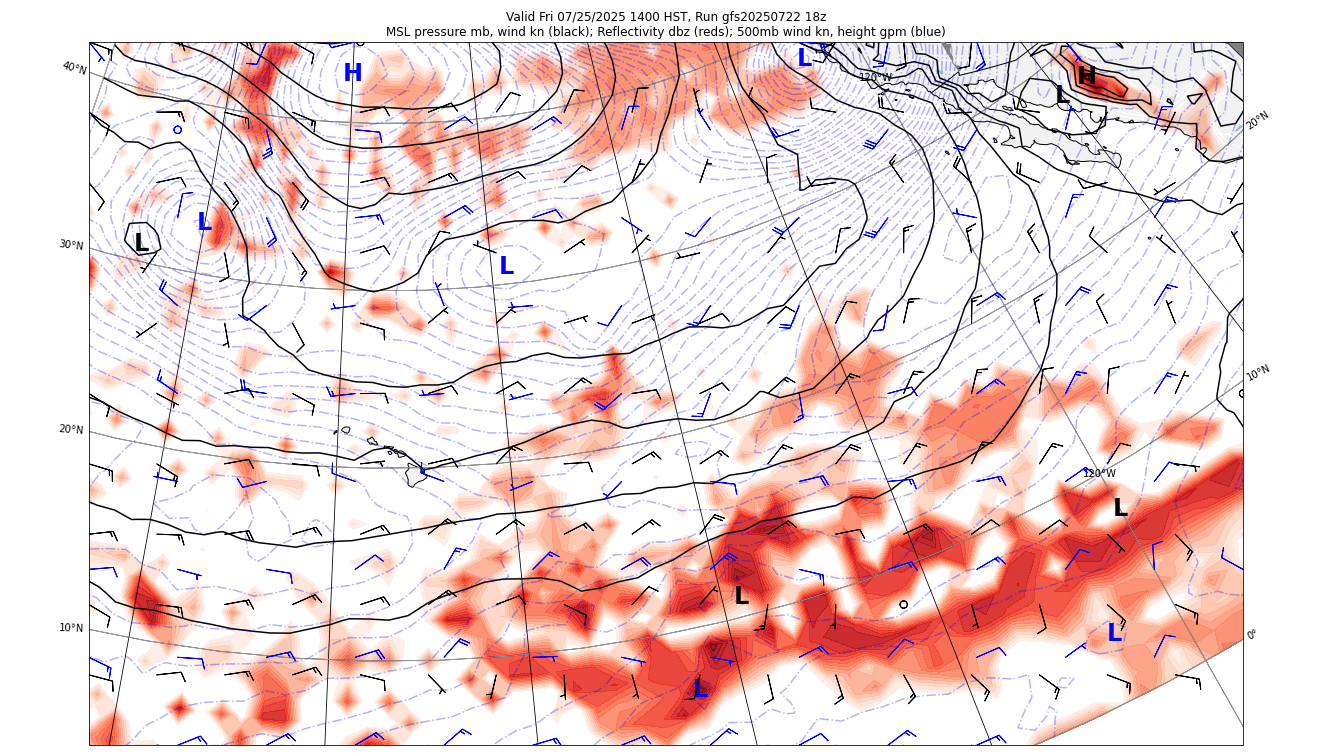 Valid Fri 07/25/2025 1400 HST, Run gfs20250722 18z
MSL pressure mb, wind kn (black); Reflectivity dbz (reds); 500mb wind kn, height gpm (blue)
40°N
H
L
120°W
H
L
20°N
L
L
30°N
L
10°N
20°N
120°W
L
L
10°N
L
0°
L